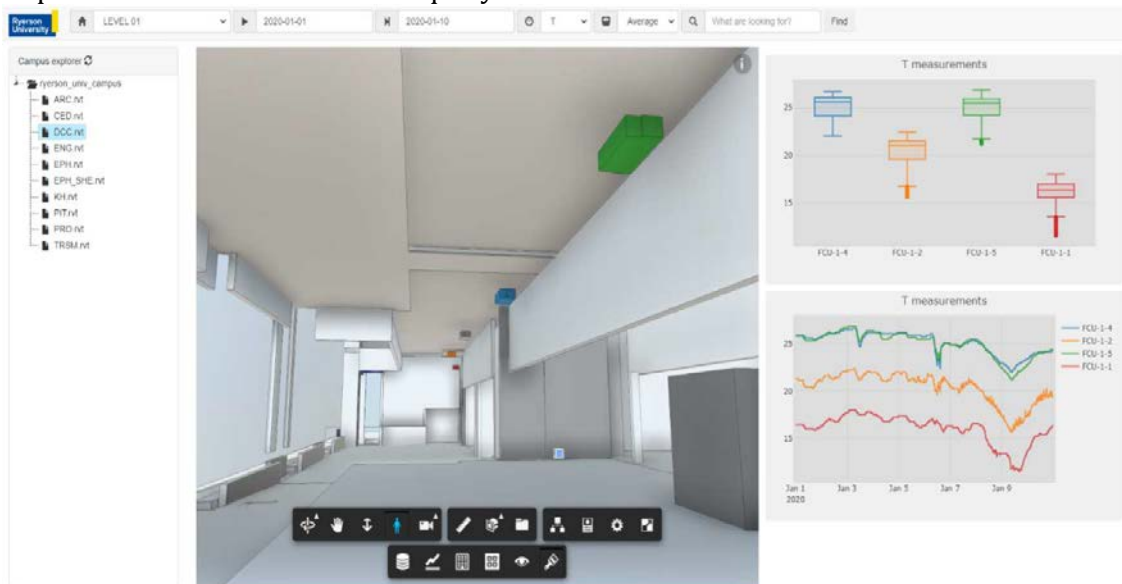 Ryerson University
LEVEL 01
2020-01-01
2020-01-10
T
Average
What are looking for?
Find
Campus explorer
ryerson_univ_campus
ARC.rvt
CED.rvt
DCC.rvt
ENG.rvt
EPH.rvt
EPH_SHE.rvt
KH.rvt
PIT.rvt
PRO.rvt
TRSM.rvt
T measurements
25
20
15
FCU-1-4
FCU-1-2
FCU-1-5
FCU-1-1
T measurements
25
20
15
Jan 1
2020
Jan 3
Jan 5
Jan 7
Jan 9
FCU-1-4
FCU-1-2
FCU-1-5
FCU-1-1